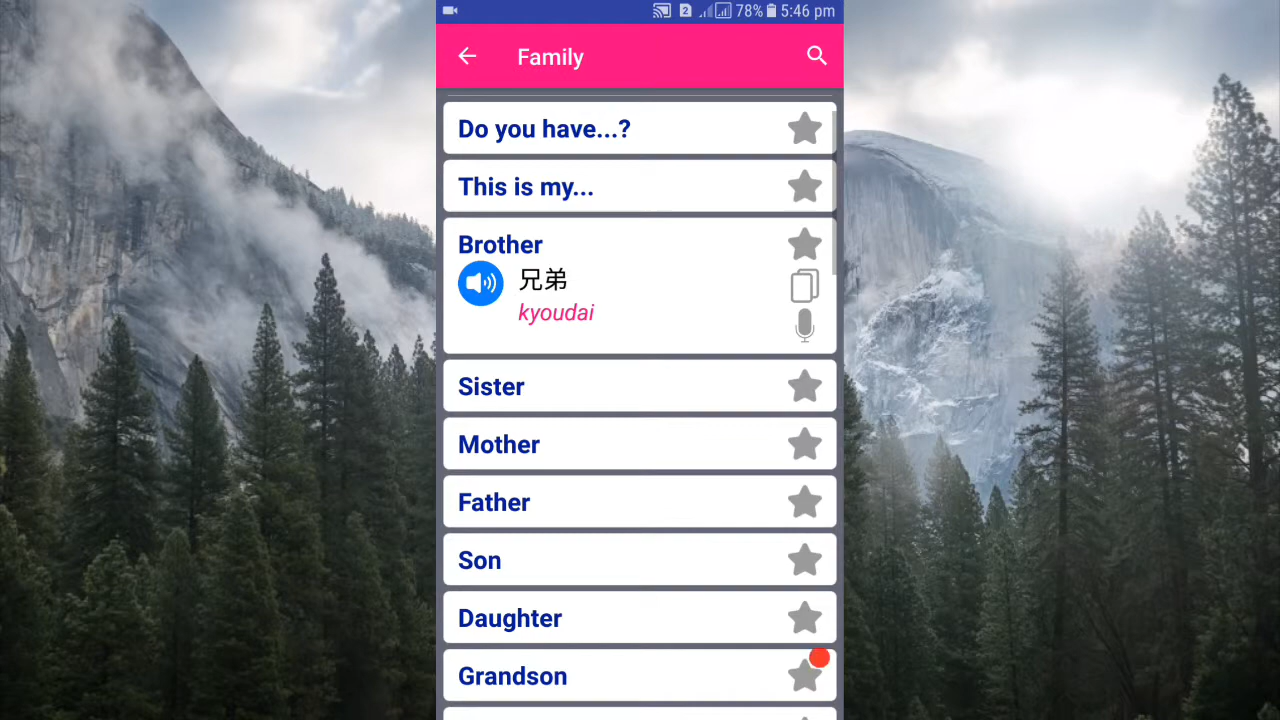 2 78% 5:46 pm
Family
Do you have...?
This is my...
Brother
兄弟
kyoudai
Sister
Mother
Father
Son
Daughter
Grandson